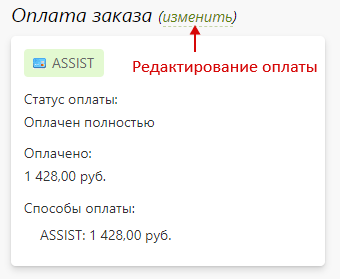 Оплата заказа (изменить)
Редактирование оплаты
ASSIST
Статус оплаты:
Оплачен полностью
Оплачено:
1 428,00 руб.
Способы оплаты:
ASSIST: 1 428,00 руб.